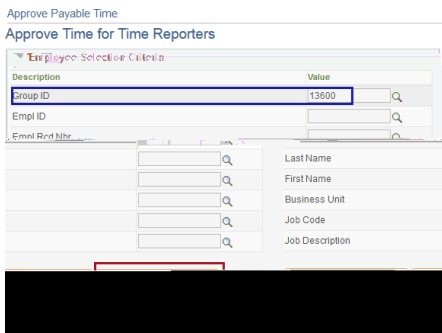 Approve Payable Time
Approve Time for Time Reporters
Employee Selection Criteria
Description Value
Group ID 13600
Empl ID
Empl Rcd Nbr
Last Name
First Name
Business Unit
Job Code
Job Description